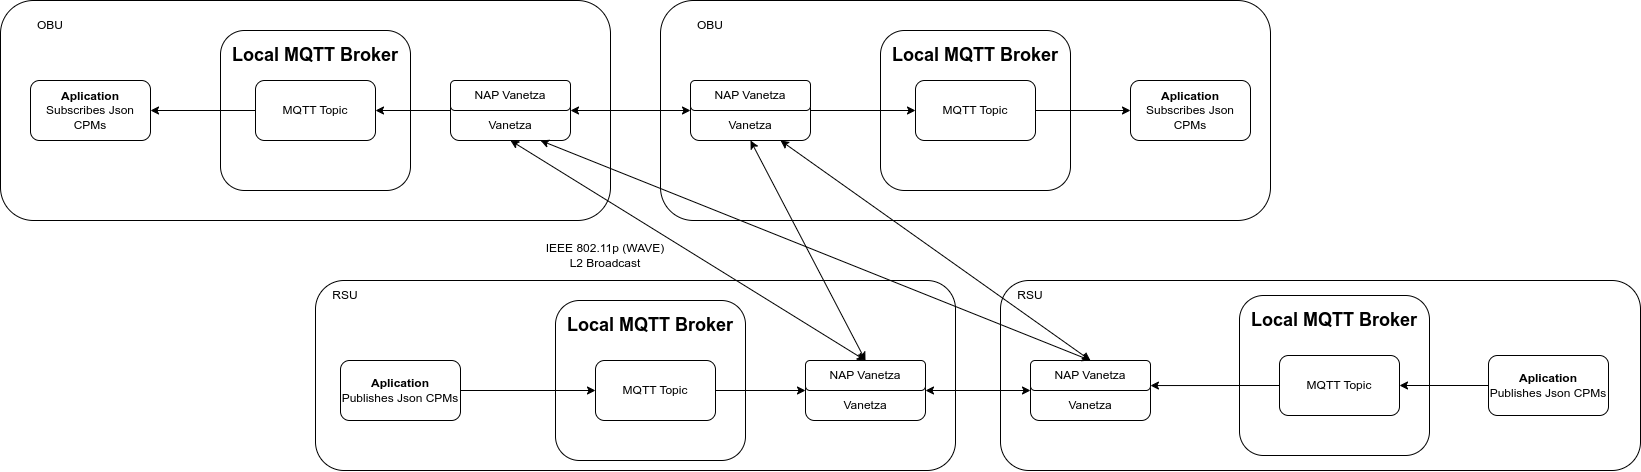 OBU
Local MQTT Broker
Aplication
Subscribes Json
CPMs
MQTT Topic
NAP Vanetza
Vanetza
OBU
Local MQTT Broker
NAP Vanetza
Vanetza
MQTT Topic
Aplication
Subscribes Json
CPMs
IEEE 802.11p (WAVE)
L2 Broadcast
RSU
Local MQTT Broker
Aplication
Publishes Json CPMs
MQTT Topic
NAP Vanetza
Vanetza
RSU
Local MQTT Broker
NAP Vanetza
Vanetza
MQTT Topic
Aplication
Publishes Json CPMs